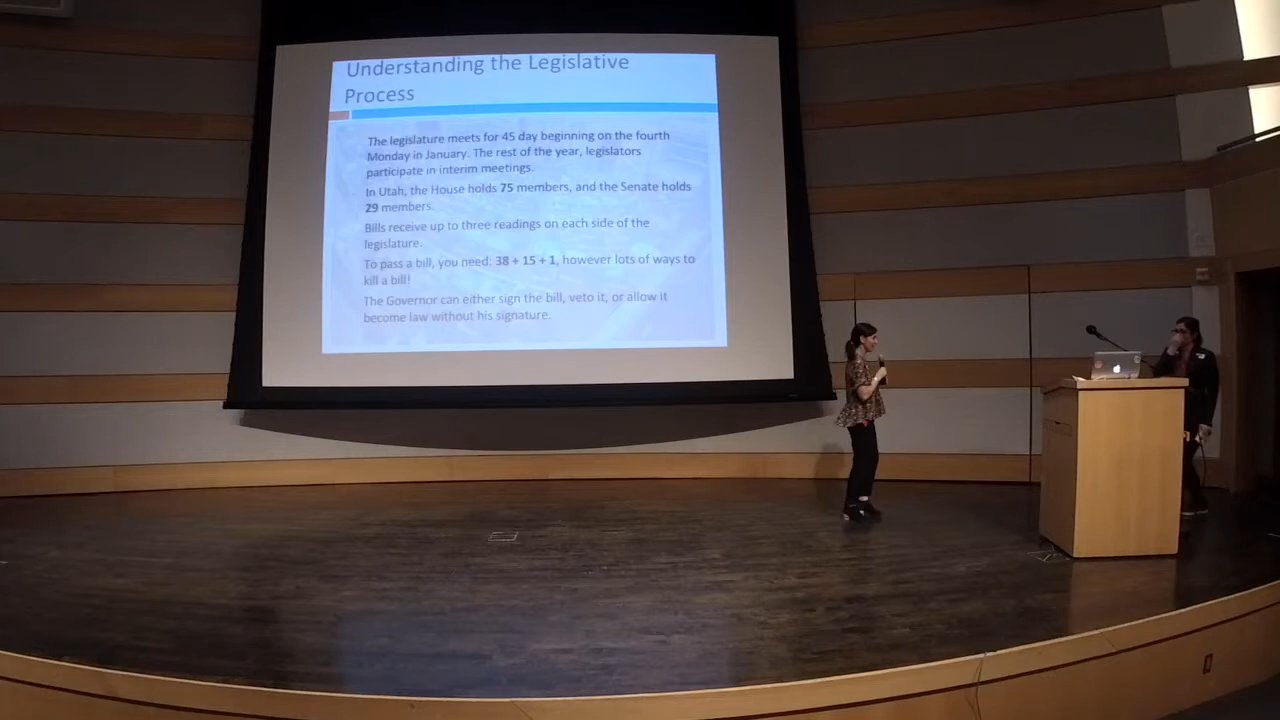 Understanding the Legislative
Process
The legislature meets for 45 day beginning on the fourth
Monday in January. The rest of the year, legislators
participate in interim meetings.
In Utah, the House holds 75 members, and the Senate holds
29 members.
Bills receive up to three readings on each side of the
legislature.
To pass a bill, you need: 38 + 15 + 1, however lots of ways to
kill a bill!
The Governor can either sign the bill, veto it, or allow it
become law without his signature.